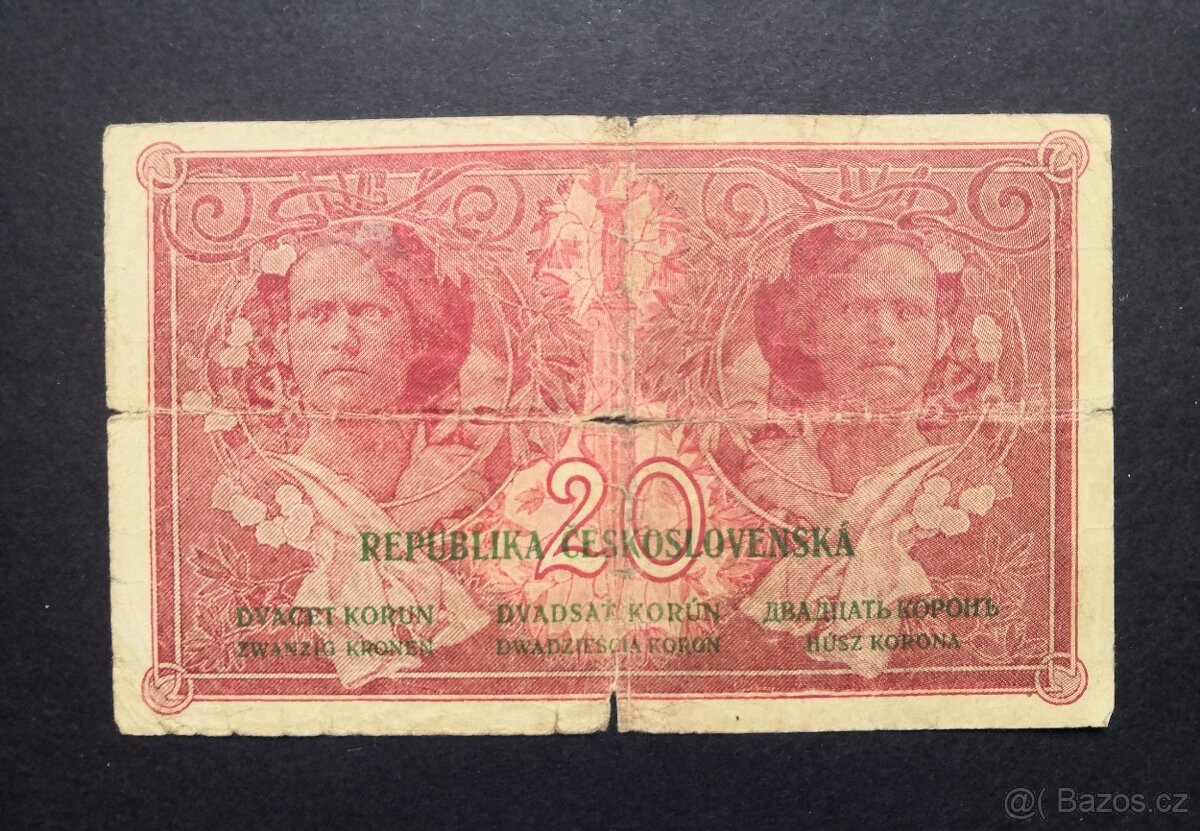 20
REPUBLIKA ČESKOSLOVENSKÁ
DVACET KORUN DVADSAŤ KORÚN ДВАДЦАТЬ КОРОНЪ
ZWANZIG KRONEN DWADZIEŚCIA KORON HÚSZ KORONA
@( Bazos.cz